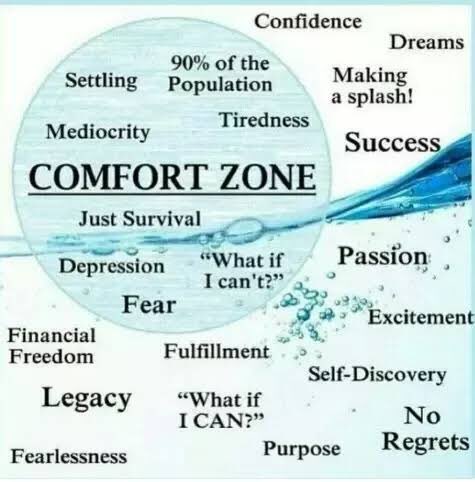 Confidence
Dreams
90% of the
Population
Settling
Making
a splash!
Tiredness
Mediocrity
Success
COMFORT ZONE
Just Survival
Passion
Depression
“What if
I can't?”
Fear
Excitement
Financial
Freedom
Fulfillment
Self-Discovery
Legacy
“What if
I CAN?”
No
Regrets
Purpose
Fearlessness